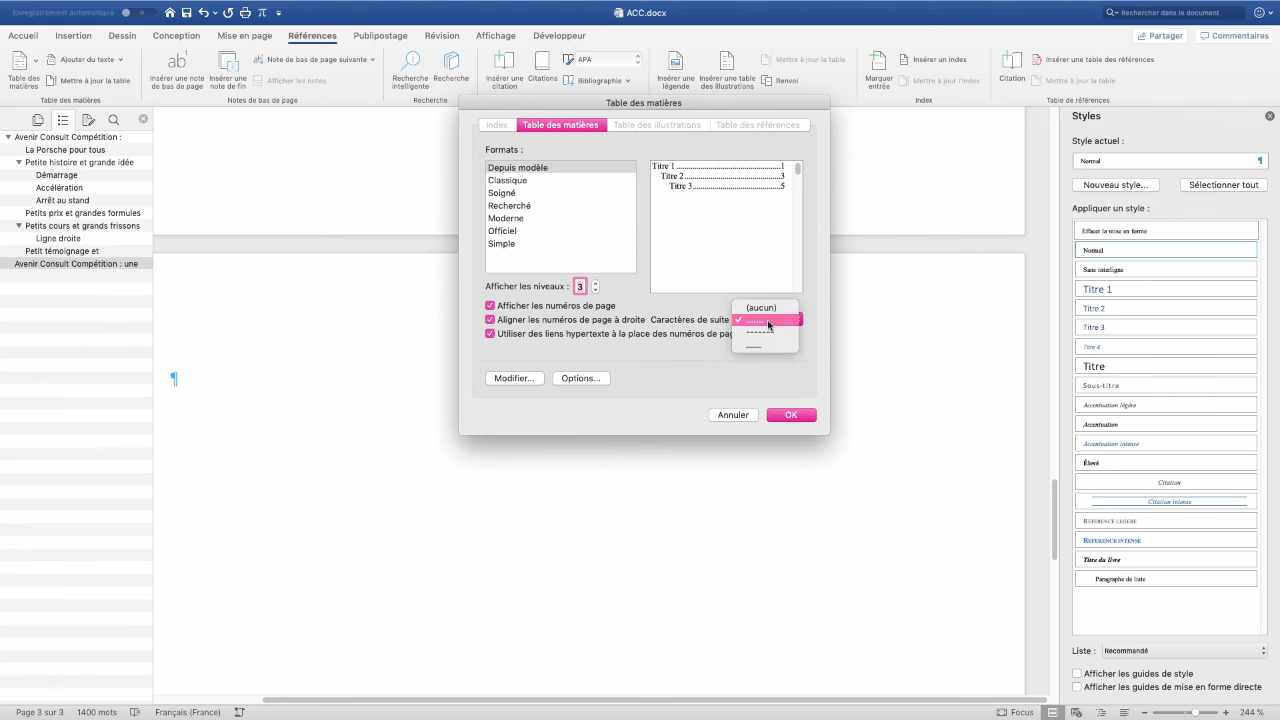 Enregistrement automatique
ACC.docx
Rechercher dans le document
Accueil Insertion Dessin Conception Mise en page Références Publipostage Révision Affichage Développeur
Partager Commentaires
Table des matières
Ajouter du texte
Mettre à jour la table
Table des matières
Insérer une note de bas de page
Insérer une note de fin
Note de bas de page suivante
Afficher les notes
Notes de bas de page
Recherche intelligente
Recherche
Recherche
Insérer une citation
Citations
APA
Bibliographie
Insérer une légende
Insérer une table des illustrations
Mettre à jour la table
Renvoi
Marquer entrée
Insérer un index
Mettre à jour l'index
Index
Citation
Insérer une table des références
Mettre à jour la table
Table de références
Avenir Consult Compétition :
La Porsche pour tous
Petite histoire et grande idée
Démarrage
Accélération
Arrêt au stand
Petits prix et grandes formules
Petits cours et grands frissons
Ligne droite
Petit témoignage et
Avenir Consult Compétition : une
¶
Table des matières
Index Table des matières Table des illustrations Table des références
Formats :
Depuis modèle
Classique
Soigné
Recherché
Moderne
Officiel
Simple
Titre 1.................................................1
Titre 2.............................................3
Titre 3.........................................5
Afficher les niveaux : 3
Afficher les numéros de page
Aligner les numéros de page à droite Caractères de suite
Utiliser des liens hypertexte à la place des numéros de pag
(aucun)
.......
-------
___
Modifier... Options...
Annuler OK
Styles
Style actuel :
Normal ¶
Nouveau style... Sélectionner tout
Appliquer un style :
Effacer la mise en forme
Normal
Sans interligne
Titre 1
Titre 2
Titre 3
Titre 4
Titre
Sous-titre
Accentuation légère
Accentuation
Accentuation intense
Élevé
Citation
Citation intense
REFERENCE LEGERE
REFERENCE INTENSE
Titre du livre
Paragraphe de liste
Liste : Recommandé
Afficher les guides de style
Afficher les guides de mise en forme directe
Page 3 sur 3 1400 mots Français (France) Focus 244 %